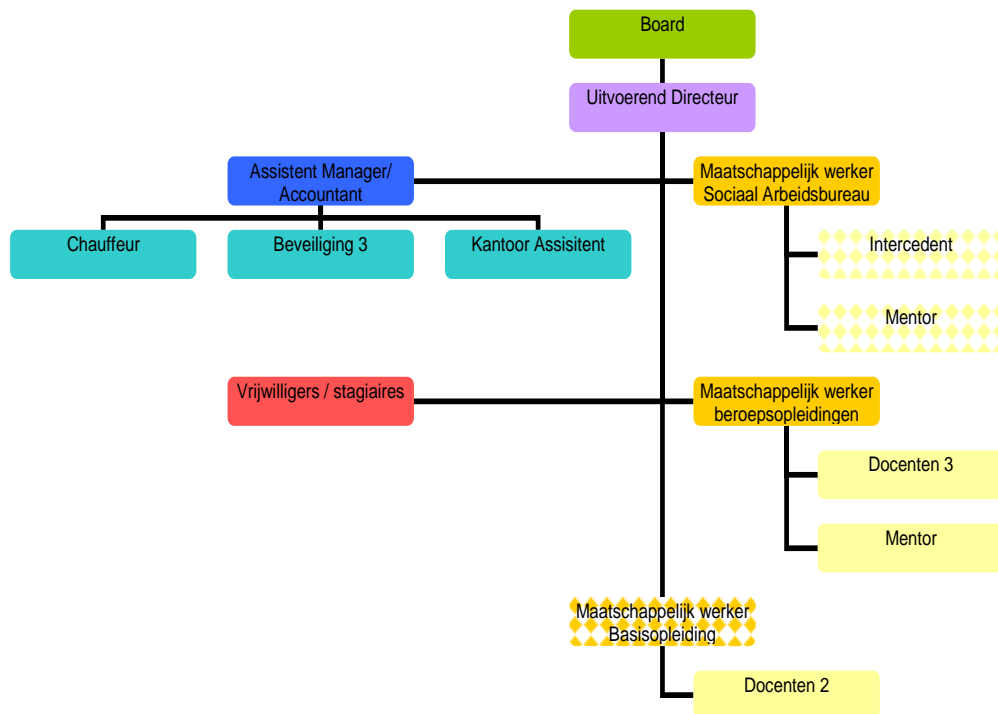 Board
Uitvoerend Directeur
Assistent Manager/
Accountant
Maatschappelijk werker
Sociaal Arbeidsbureau
Chauffeur
Beveiliging 3
Kantoor Assisitent
Intercedent
Mentor
Vrijwilligers / stagiaires
Maatschappelijk werker
beroepsopleidingen
Docenten 3
Mentor
Maatschappelijk werker
Basisopleiding
Docenten 2